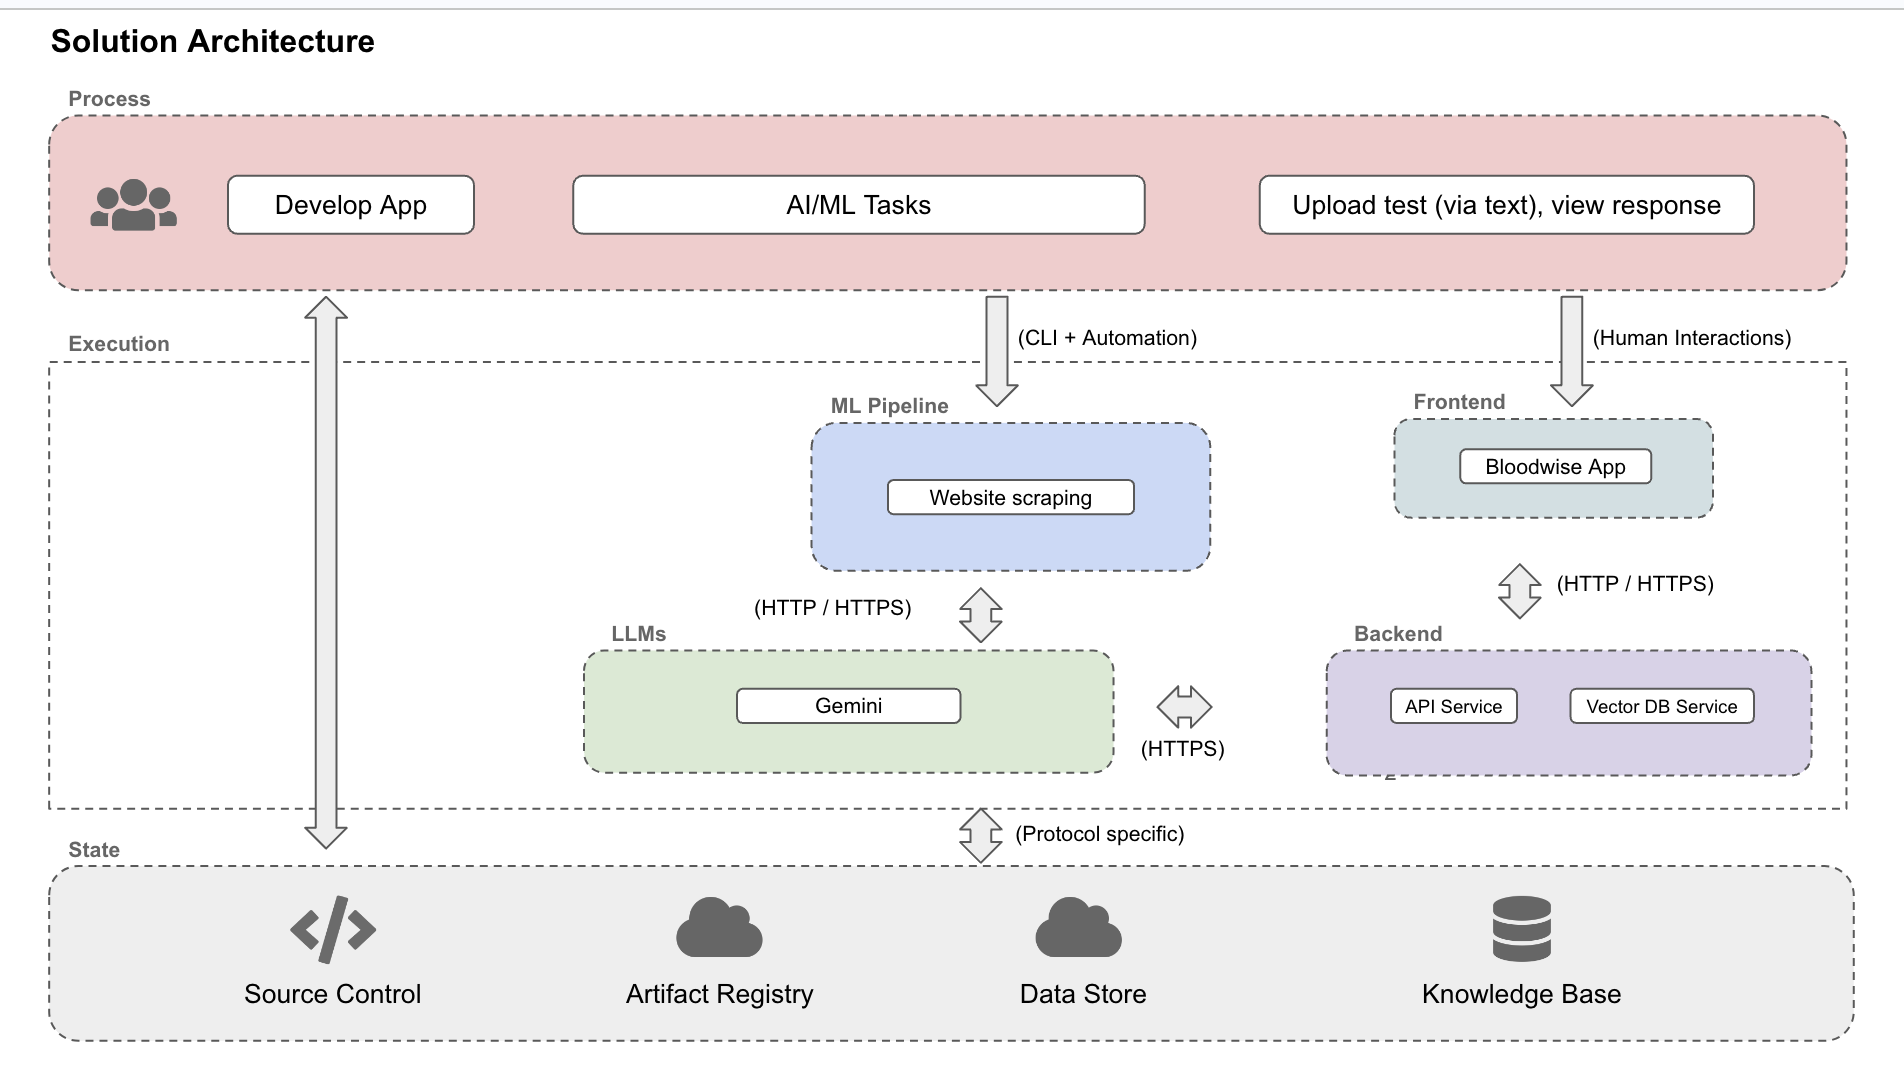 Solution Architecture
Process
Develop App
AI/ML Tasks
Upload test (via text), view response
(CLI + Automation)
(Human Interactions)
Execution
ML Pipeline
Frontend
Website scraping
Bloodwise App
(HTTP / HTTPS)
(HTTP / HTTPS)
LLMs
Backend
Gemini
(HTTPS)
API Service
Vector DB Service
(Protocol specific)
State
Source Control
Artifact Registry
Data Store
Knowledge Base